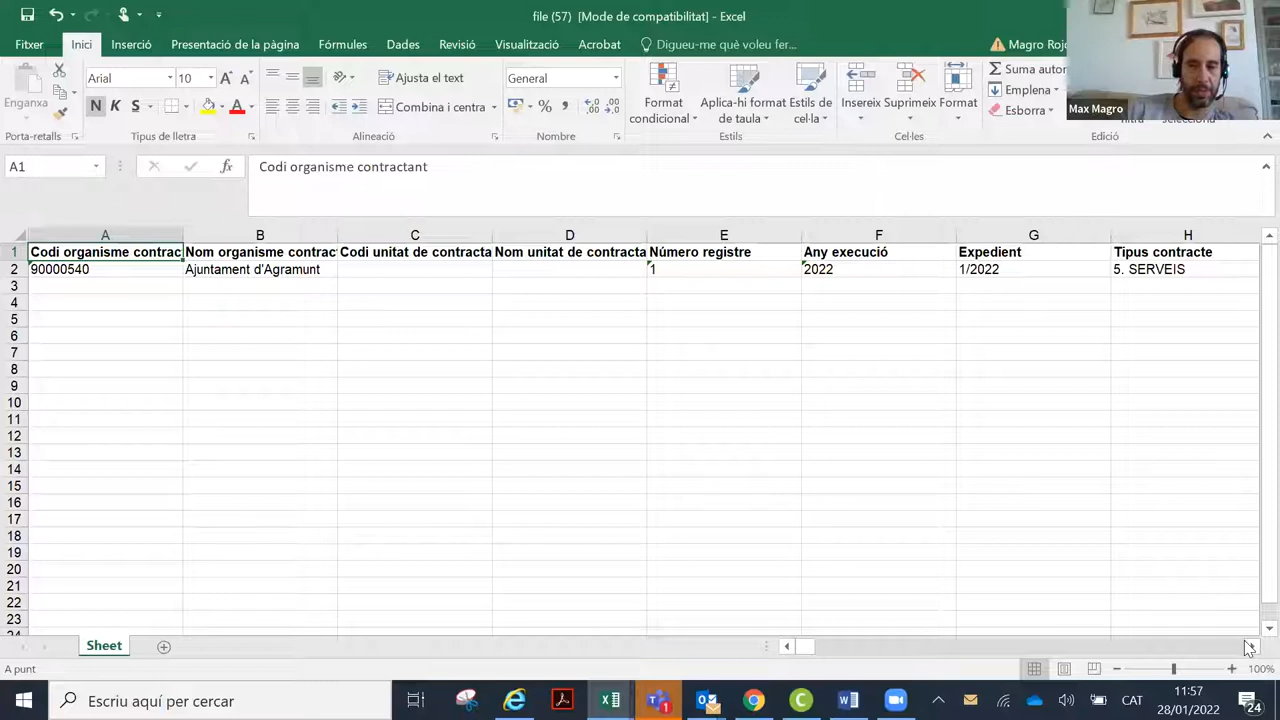 file (57) [Mode de compatibilitat] - Excel
Fitxer Inici Inserció Presentació de la pàgina Fórmules Dades Revisió Visualització Acrobat Digueu-me què voleu fer... Magro Roj
Enganxa Arial 10 Ajusta el text General Format condicional Aplica-hi format de taula Estils de cel·la Insereix Suprimeix Format Suma autor
N K S Combina i centra Emplena
Esborra
Porta-retalls Tipus de lletra Alineació Nombre Estils Cel·les Edició
Max Magro
A1 fx Codi organisme contractant
A B C D E F G H
1 Codi organisme contrac Nom organisme contrac Codi unitat de contracta Nom unitat de contracta Número registre Any execució Expedient Tipus contracte
2 90000540 Ajuntament d'Agramunt 1 2022 1/2022 5. SERVEIS
3
4
5
6
7
8
9
10
11
12
13
14
15
16
17
18
19
20
21
22
23
24
Sheet
A punt 100%
Escriu aquí per cercar CAT 11:57
28/01/2022 24